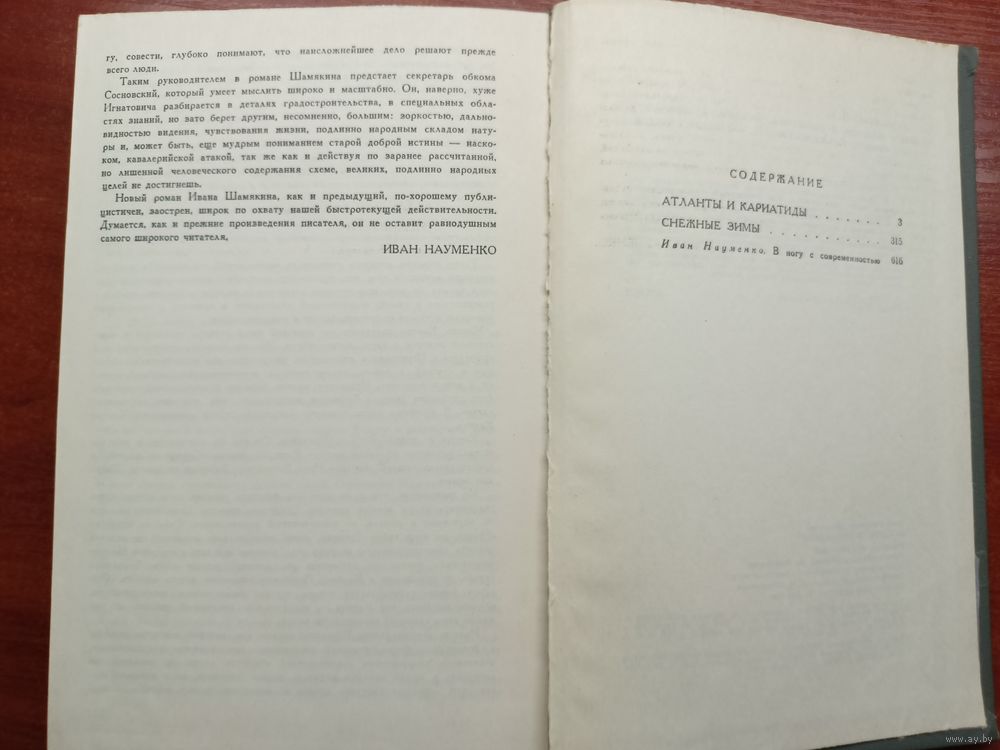 гу, совести, глубоко понимают, что наисложнейшее дело решают прежде
всего люди.
Таким руководителем в романе Шамякина предстает секретарь обкома
Сосновский, который умеет мыслить широко и масштабно. Он, наверно, хуже
Игнатовича разбирается в деталях градостроительства, в специальных обла-
стях знаний, но зато берет другим, несомненно, большим: зоркостью, дально-
видностью видения, чувствования жизни, подлинно народным складом нату-
ры и, может быть, еще мудрым пониманием старой доброй истины — наско-
ком, кавалерийской атакой, так же как и действуя по заранее рассчитанной,
но лишенной человеческого содержания схеме, великих, подлинно народных
целей не достигнешь.
Новый роман Ивана Шамякина, как и предыдущий, по-хорошему публи-
цистичен, заострен, широк по охвату нашей быстротекущей действительности.
Думается, как и прежние произведения писателя, он не оставит равнодушным
самого широкого читателя.
ИВАН НАУМЕНКО
СОДЕРЖАНИЕ
АТЛАНТЫ И КАРИАТИДЫ . . . . . . . 3
СНЕЖНЫЕ ЗИМЫ . . . . . . . . . . . 315
Иван Науменко. В ногу с современностью 616
www.ay.by